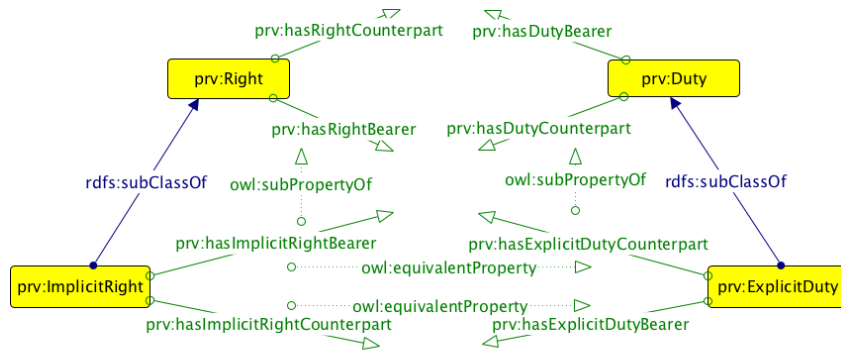 prv:hasRightCounterpart
prv:hasDutyBearer
prv:Right
prv:Duty
prv:hasRightBearer
prv:hasDutyCounterpart
rdfs:subClassOf
owl:subPropertyOf
owl:subPropertyOf
rdfs:subClassOf
prv:hasImplicitRightBearer
prv:hasExplicitDutyCounterpart
owl:equivalentProperty
prv:ImplicitRight
prv:ExplicitDuty
owl:equivalentProperty
prv:hasImplicitRightCounterpart
prv:hasExplicitDutyBearer